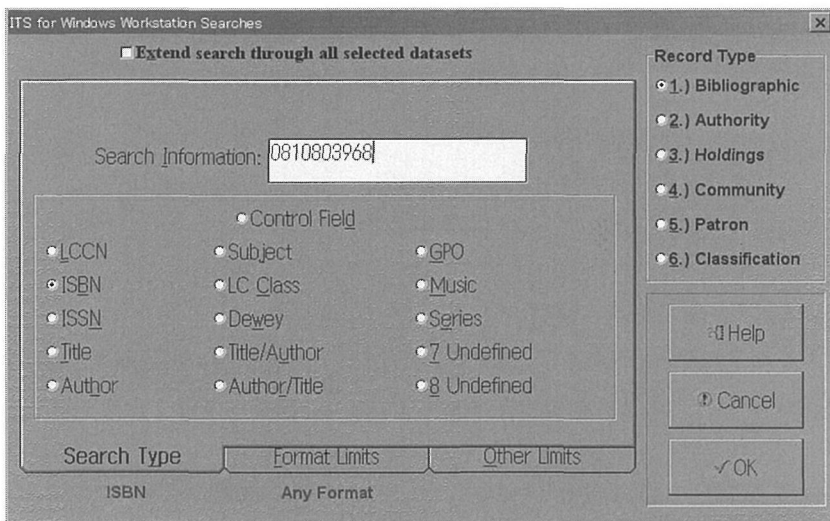 ITS for Windows Workstation Searches
Extend search through all selected datasets
Search Information: 0810803968
Control Field
LCCN Subject GPO
ISBN LC Class Music
ISSN Dewey Series
Title Title/Author 7 Undefined
Author Author/Title 8 Undefined
Search Type Format Limits Other Limits
ISBN Any Format
Record Type
1.) Bibliographic
2.) Authority
3.) Holdings
4.) Community
5.) Patron
6.) Classification
Help
Cancel
OK